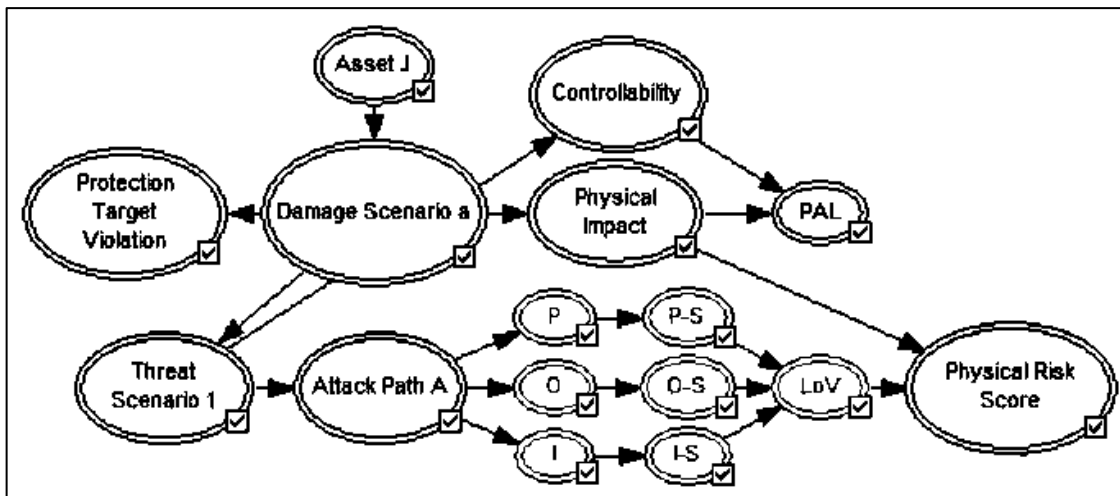 Asset J
Controllability
Protection
Target
Violation
Damage Scenario a
Physical
Impact
PAL
P
P-S
Threat
Scenario 1
Attack Path A
O
O-S
LoV
Physical Risk
Score
I
I-S